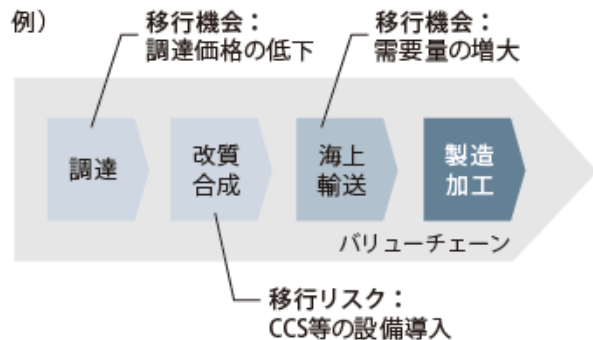 例）
移行機会：
調達価格の低下
移行機会：
需要量の増大
調達
改質
合成
海上
輸送
製造
加工
バリューチェーン
移行リスク：
CCS等の設備導入